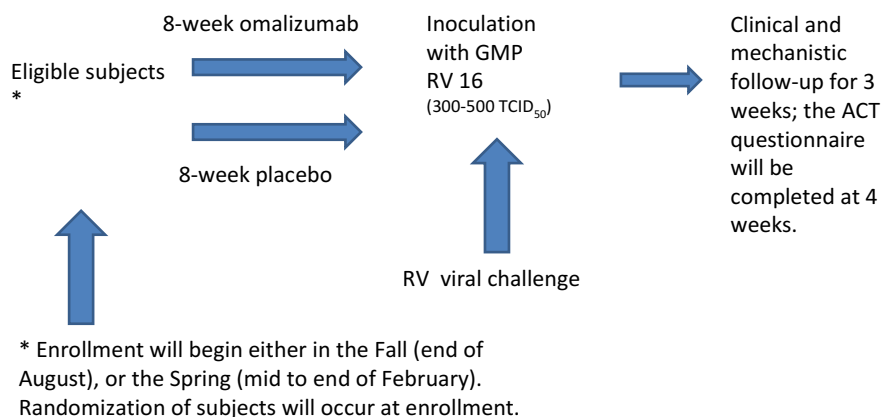 8-week omalizumab
Eligible subjects
*
8-week placebo
Inoculation
with GMP
RV 16
(300-500 TCID50)
RV  viral challenge
Clinical and
mechanistic
follow-up for 3
weeks; the ACT
questionnaire
will be
completed at 4
weeks.
* Enrollment will begin either in the Fall (end of
August), or the Spring (mid to end of February).
Randomization of subjects will occur at enrollment.